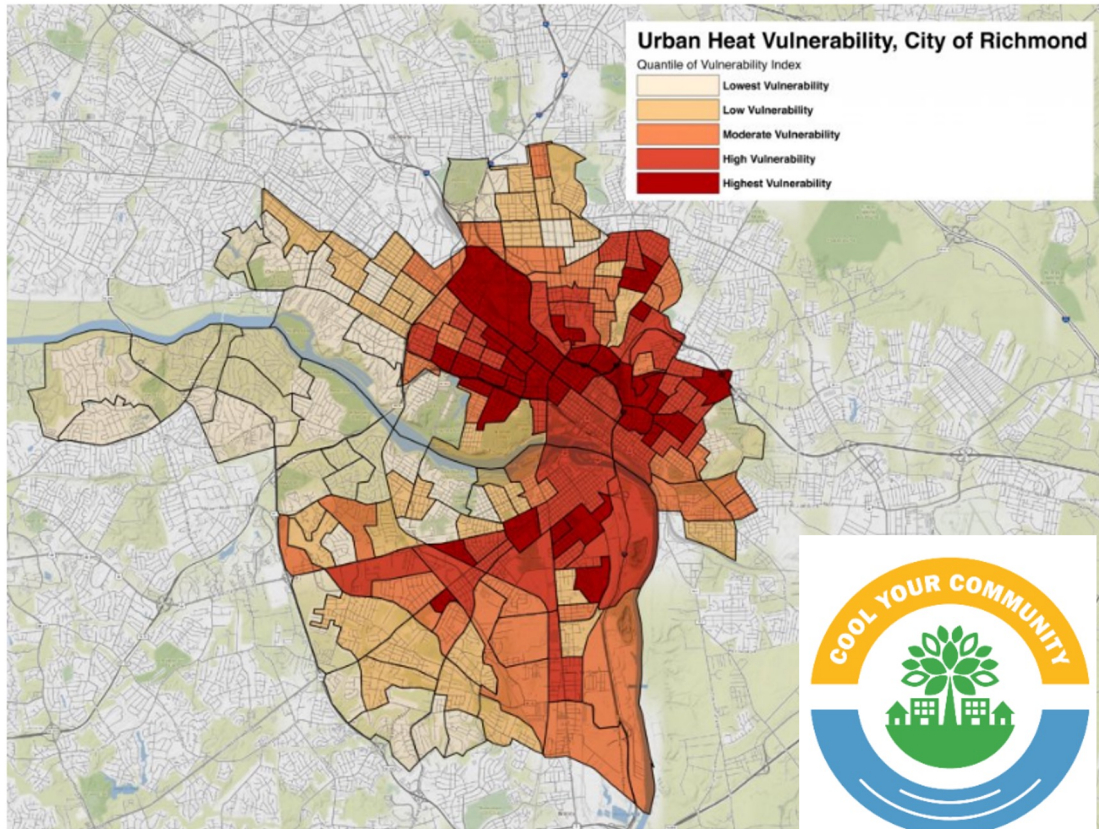 Urban Heat Vulnerability, City of Richmond
Quantile of Vulnerability Index
Lowest Vulnerability
Low Vulnerability
Moderate Vulnerability
High Vulnerability
Highest Vulnerability
COOL YOUR COMMUNITY